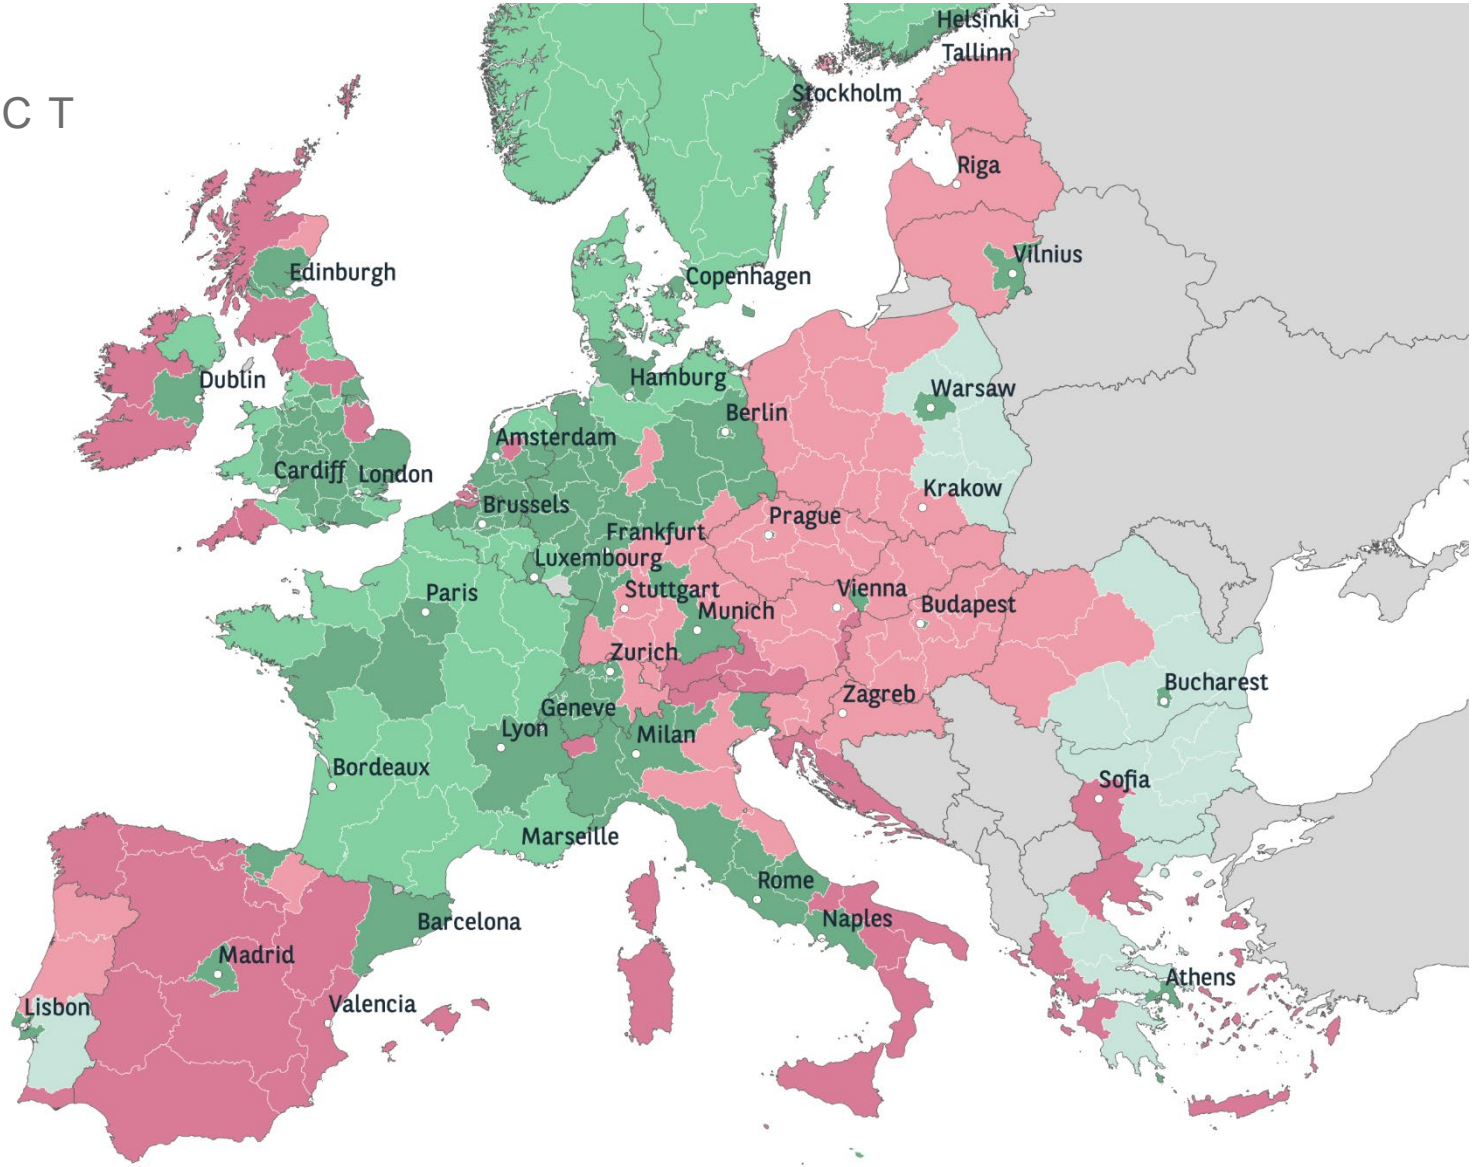 Helsinki
Tallinn
Stockholm
C T
Riga
Vilnius
Edinburgh
Copenhagen
Dublin
Hamburg
Warsaw
Berlin
Amsterdam
Cardiff
London
Krakow
Brussels
Prague
Frankfurt
Luxembourg
Paris
Stuttgart
Vienna
Munich
Budapest
Zurich
Bucharest
Zagreb
Geneve
Lyon
Milan
Bordeaux
Sofia
Marseille
Rome
Barcelona
Naples
Madrid
Athens
Lisbon
Valencia